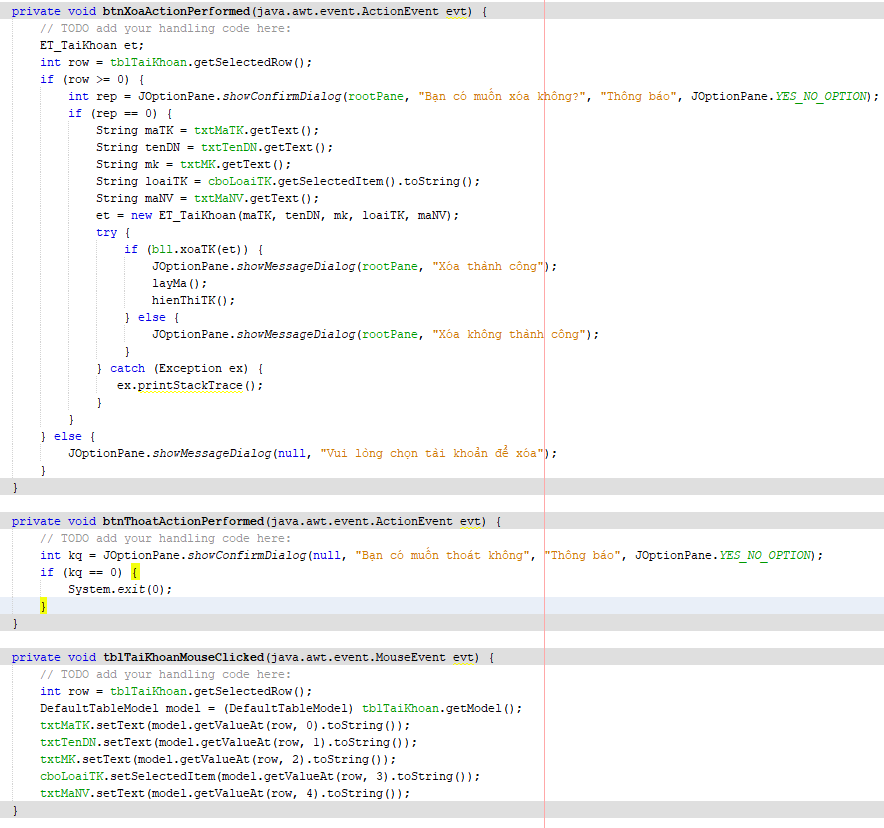 private void btnXoaActionPerformed(java.awt.event.ActionEvent evt) {
// TODO add your handling code here:
ET_TaiKhoan et;
int row = tblTaiKhoan.getSelectedRow();
if (row >= 0) {
int rep = JOptionPane.showConfirmDialog(rootPane, "Bạn có muốn xóa không?", "Thông báo", JOptionPane.YES_NO_OPTION);
if (rep == 0) {
String maTK = txtMaTK.getText();
String tenDN = txtTenDN.getText();
String mk = txtMK.getText();
String loaiTK = cboLoaiTK.getSelectedItem().toString();
String maNV = txtMaNV.getText();
et = new ET_TaiKhoan(maTK, tenDN, mk, loaiTK, maNV);
try {
if (bll.xoaTK(et)) {
JOptionPane.showMessageDialog(rootPane, "Xóa thành công");
layMa();
hienThiTK();
} else {
JOptionPane.showMessageDialog(rootPane, "Xóa không thành công");
}
} catch (Exception ex) {
ex.printStackTrace();
}
}
} else {
JOptionPane.showMessageDialog(null, "Vui lòng chọn tài khoản để xóa");
}
}
private void btnThoatActionPerformed(java.awt.event.ActionEvent evt) {
// TODO add your handling code here:
int kq = JOptionPane.showConfirmDialog(null, "Bạn có muốn thoát không", "Thông báo", JOptionPane.YES_NO_OPTION);
if (kq == 0) {
System.exit(0);
}
}
private void tblTaiKhoanMouseClicked(java.awt.event.MouseEvent evt) {
// TODO add your handling code here:
int row = tblTaiKhoan.getSelectedRow();
DefaultTableModel model = (DefaultTableModel) tblTaiKhoan.getModel();
txtMaTK.setText(model.getValueAt(row, 0).toString());
txtTenDN.setText(model.getValueAt(row, 1).toString());
txtMK.setText(model.getValueAt(row, 2).toString());
cboLoaiTK.setSelectedItem(model.getValueAt(row, 3).toString());
txtMaNV.setText(model.getValueAt(row, 4).toString());
}